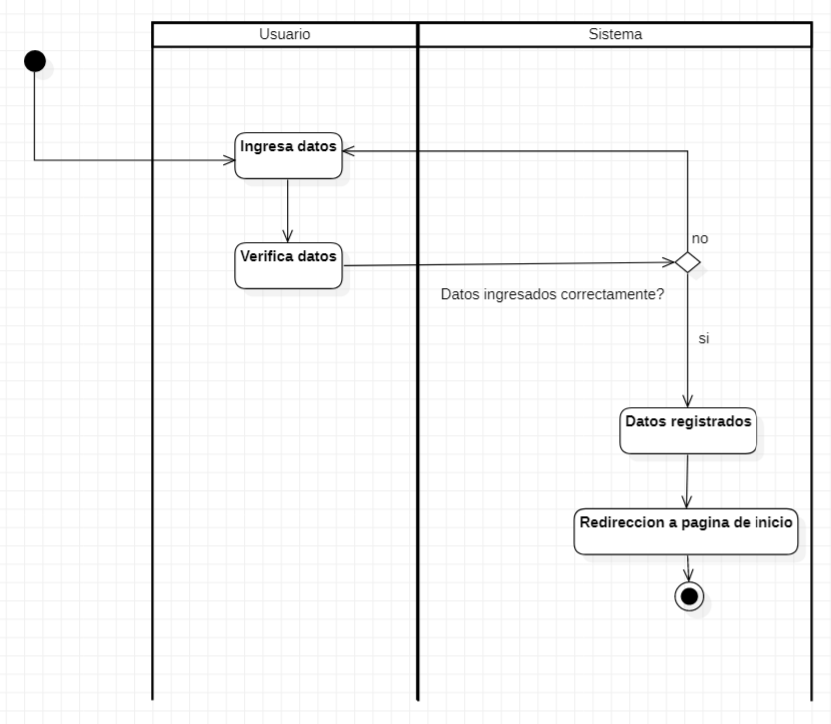 Usuario
Sistema
Ingresa datos
no
Verifica datos
Datos ingresados correctamente?
si
Datos registrados
Redireccion a pagina de inicio